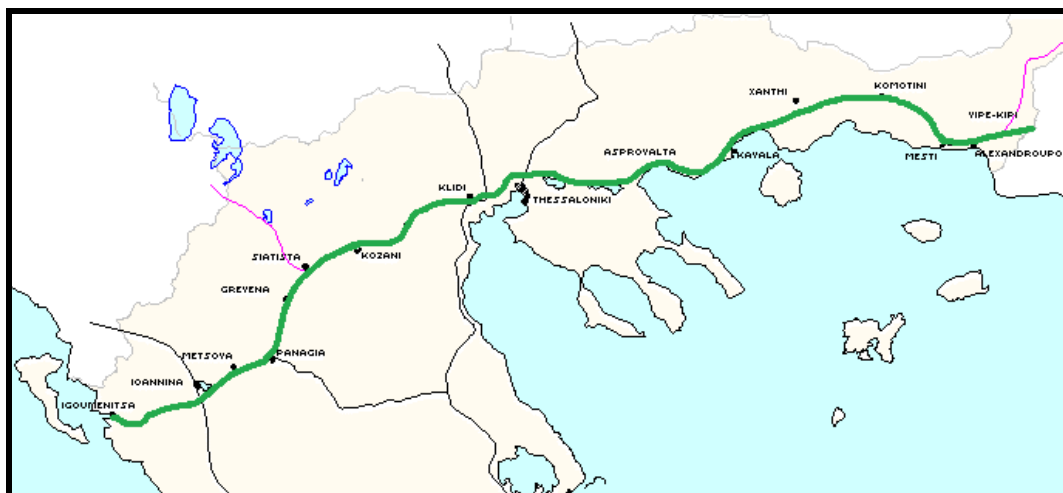 XANTHI
KOMOTINI
VIPE-KIPI
ASPROVALTA
KAVALA
MESTI
ALEXANDROUPO
KLIDI
THESSALONIKI
SIATISTA
KOZANI
GREVENA
METSOVA
PANAGIA
IOANNINA
IGOUMENITSA